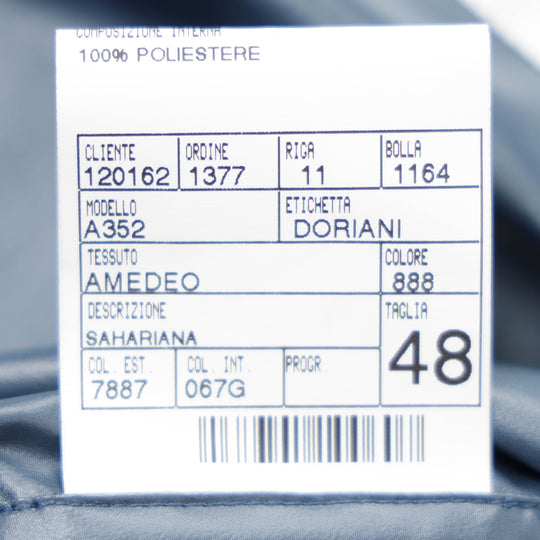 COMPOSIZIONE INTERNA
100% POLIESTERE
CLIENTE ORDINE RIGA BOLLA
120162 1377 11 1164
MODELLO ETICHETTA
A352 DORIANI
TESSUTO COLORE
AMEDEO 888
DESCRIZIONE TAGLIA
SAHARIANA 48
COL. EST. COL. INT. PROGR.
7887 067G